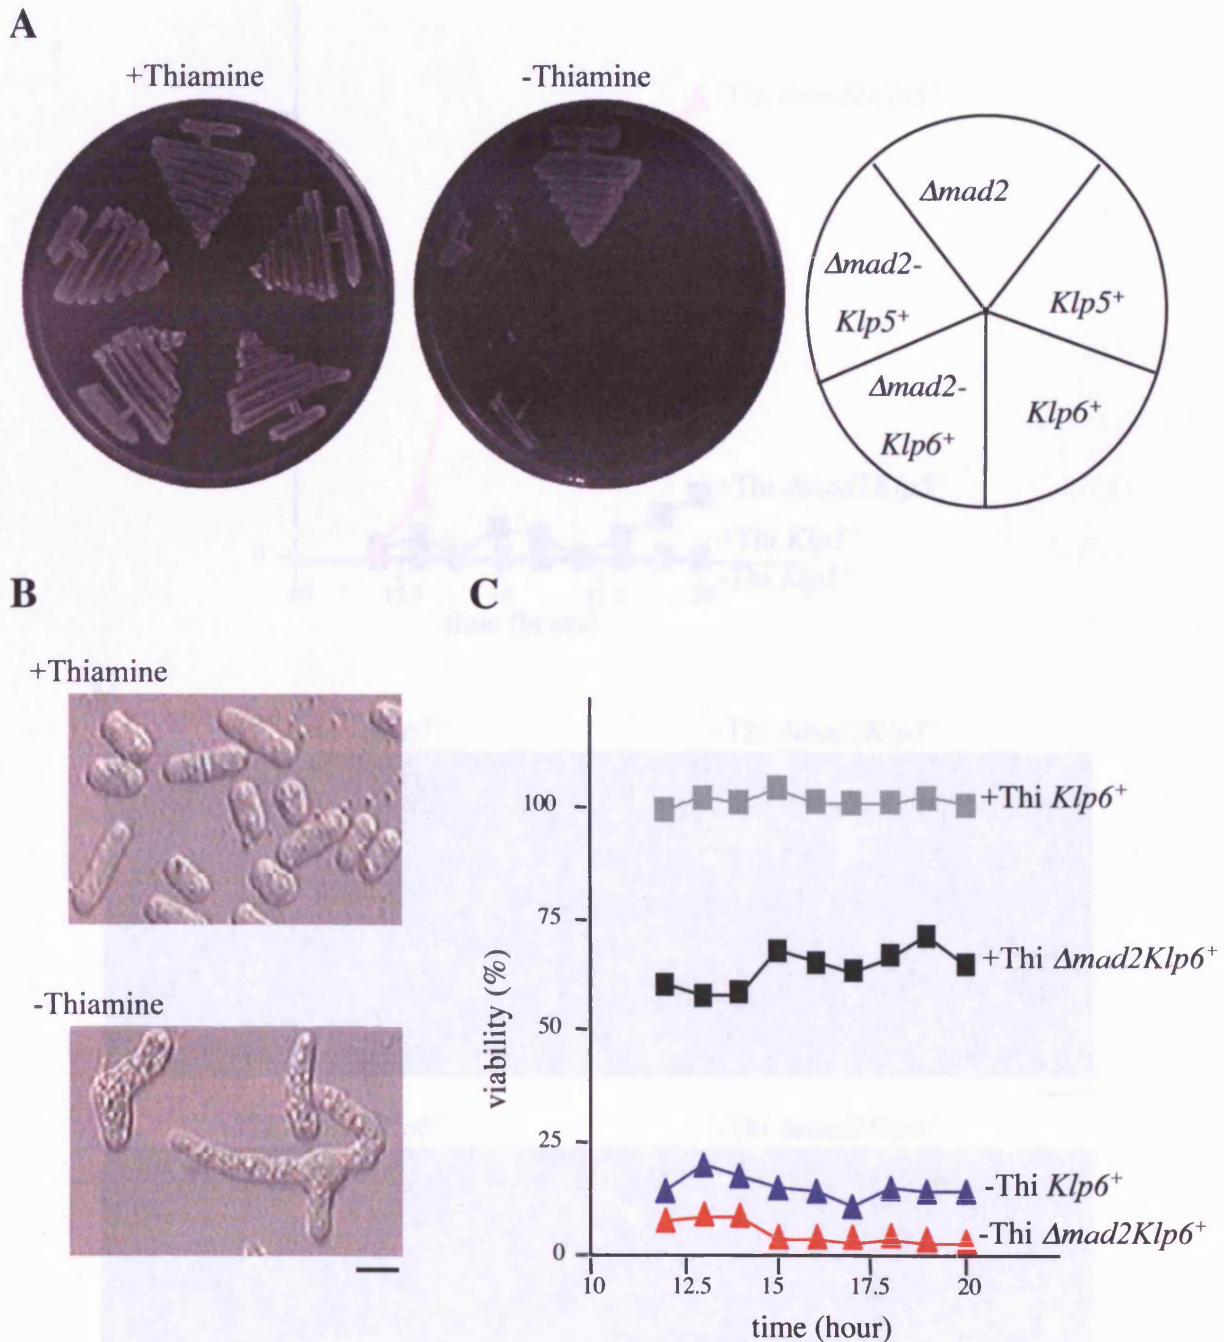 A
+Thiamine
-Thiamine
Δmad2
Δmad2-
Klp5⁺
Klp5⁺
Δmad2-
Klp6⁺
Klp6⁺
B
+Thiamine
-Thiamine
C
viability (%)
100
75
50
25
0
10
12.5
15
17.5
20
time (hour)
+Thi Klp6⁺
+Thi Δmad2Klp6⁺
-Thi Klp6⁺
-Thi Δmad2Klp6⁺